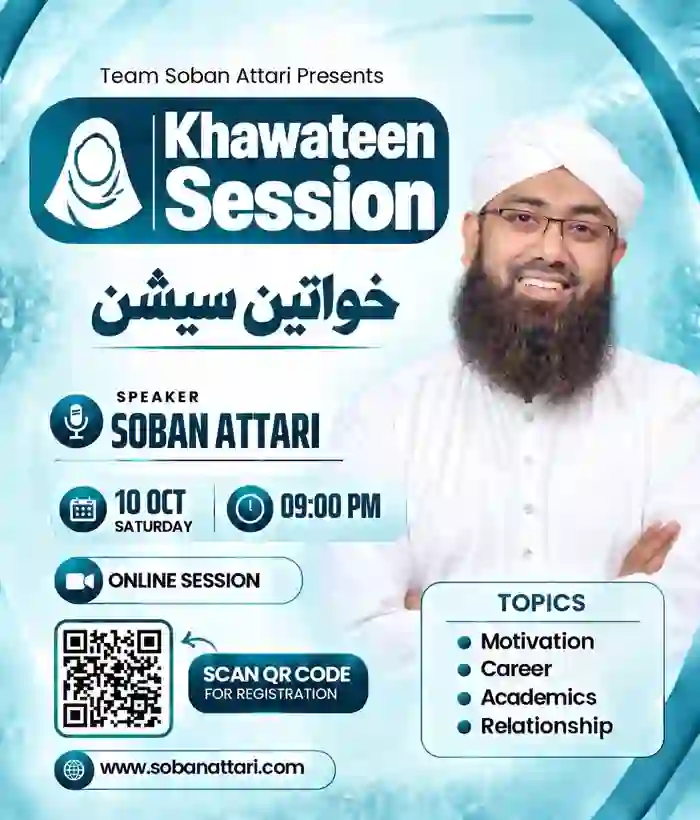 Team Soban Attari Presents
Khawateen
Session
خواتین سیشن
SPEAKER
SOBAN ATTARI
10 OCT
SATURDAY
09:00 PM
ONLINE SESSION
SCAN QR CODE
FOR REGISTRATION
www.sobanattari.com
TOPICS
Motivation
Career
Academics
Relationship